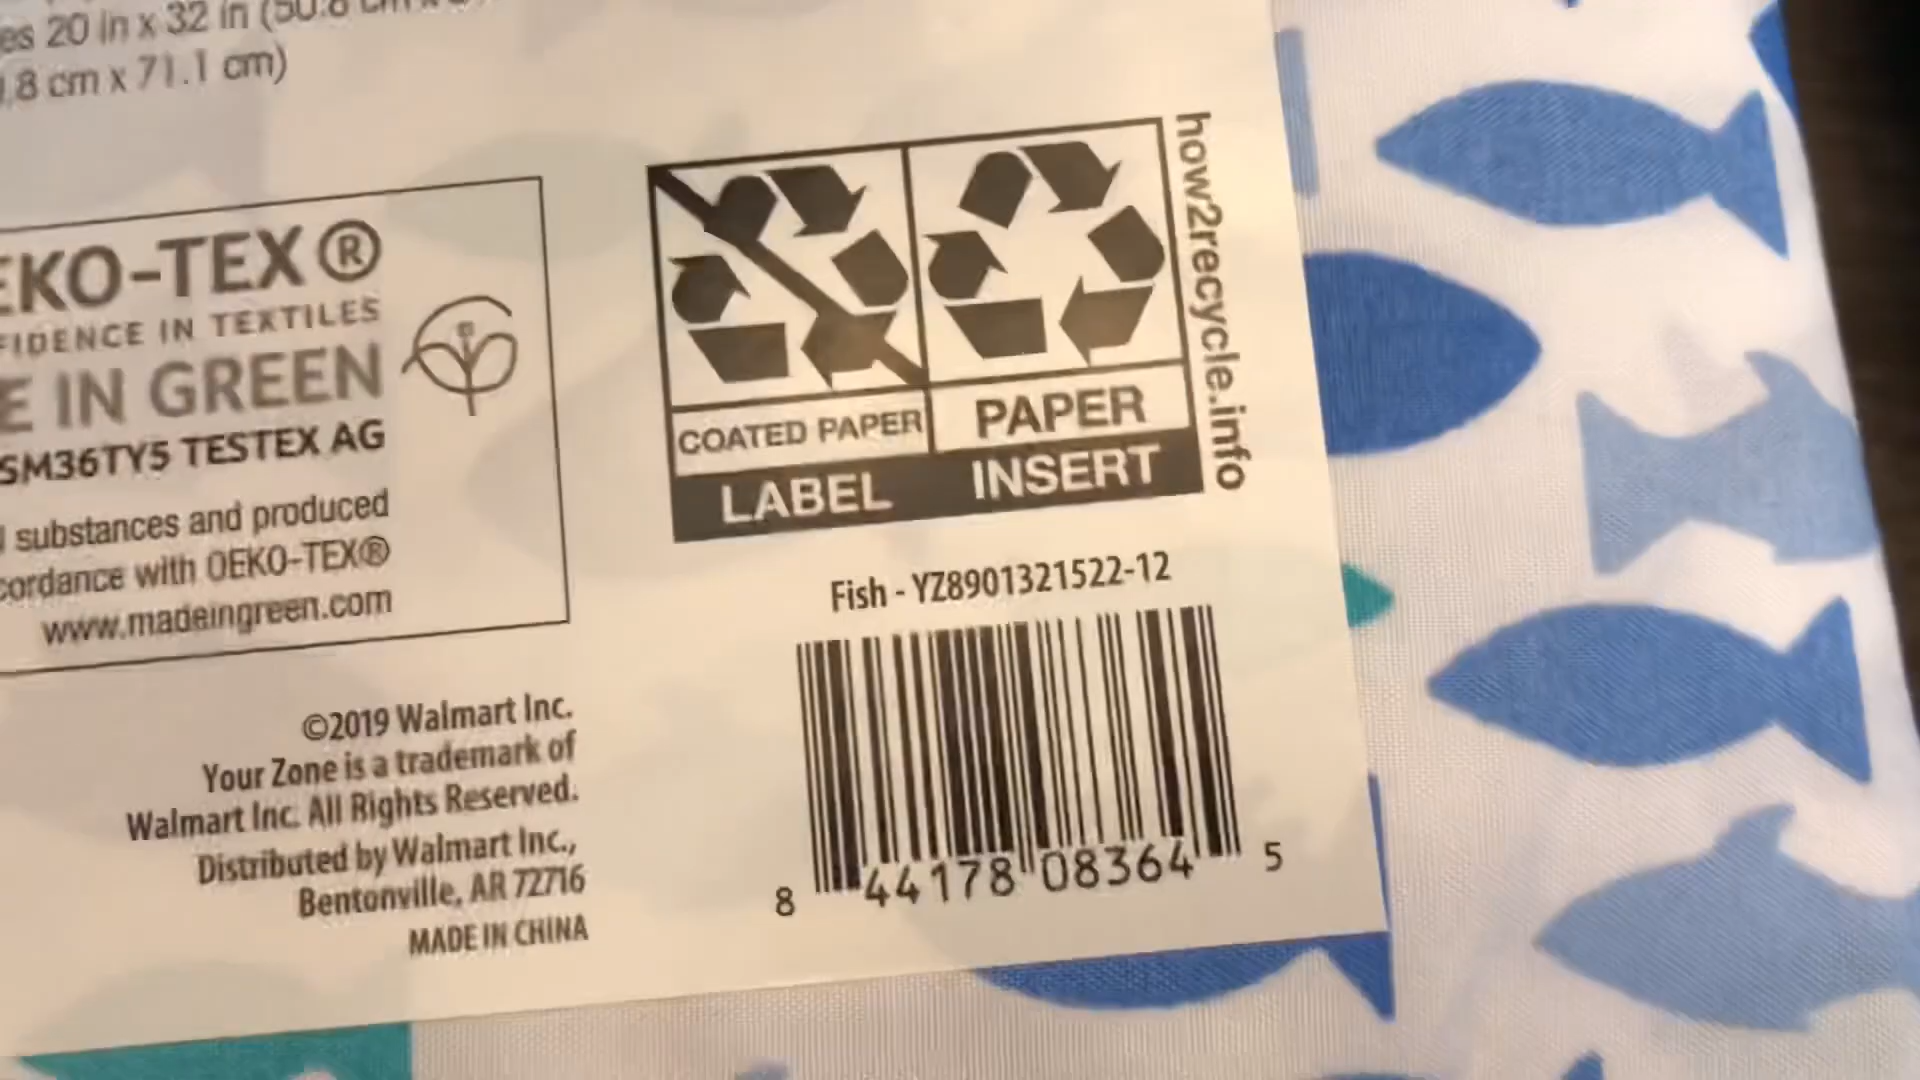 es 20 in x 32 in (50.8 cm x
.8 cm x 71.1 cm)
EKO-TEX®
FIDENCE IN TEXTILES
E IN GREEN
SM36TY5 TESTEX AG
substances and produced
cordance with OEKO-TEX®
www.madeingreen.com
how2recycle.info
COATED PAPER PAPER
LABEL INSERT
Fish - YZ8901321522-12
8 44178 08364 5
©2019 Walmart Inc.
Your Zone is a trademark of
Walmart Inc. All Rights Reserved.
Distributed by Walmart Inc.,
Bentonville, AR 72716
MADE IN CHINA